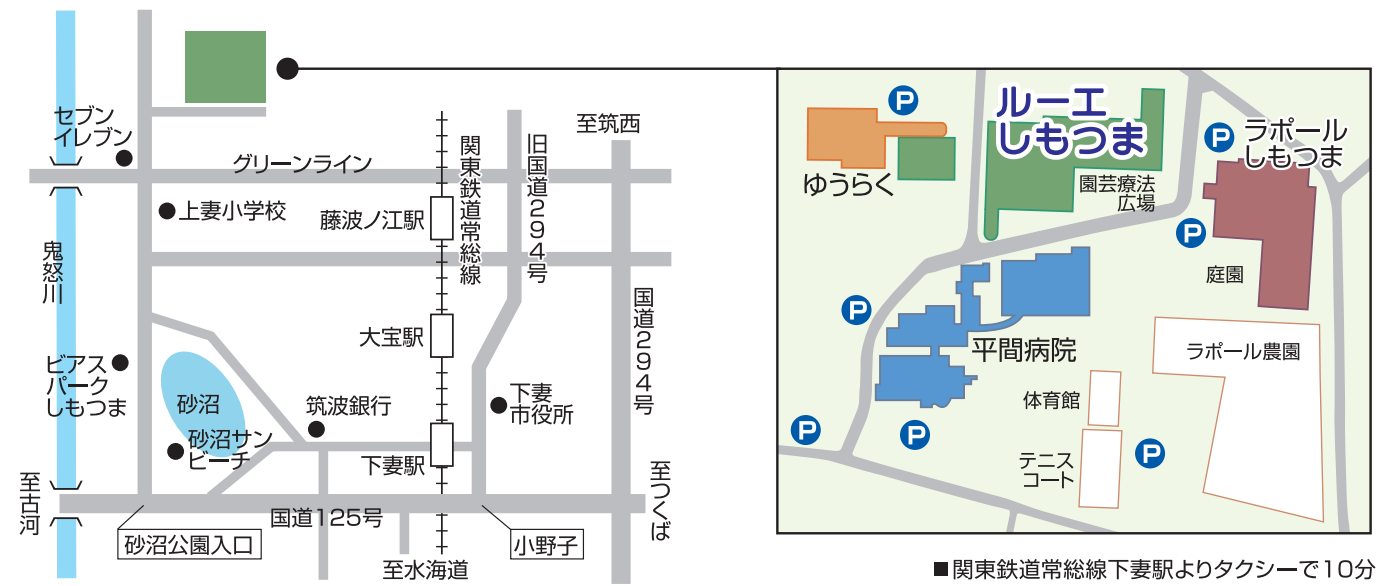 セブン
イレブン
グリーンライン
至筑西
関東鉄道常総線
旧国道294号
上妻小学校
藤波ノ江駅
鬼怒川
大宝駅
国道294号
ビアス
パーク
しもつま
砂沼
筑波銀行
下妻
市役所
砂沼サン
ビーチ
下妻駅
至古河
至つくば
国道125号
砂沼公園入口
小野子
至水海道
P
ルーエ
しもつま
P
ラポール
しもつま
ゆうらく
園芸療法
広場
P
庭園
P
平間病院
ラポール農園
体育館
P
P
テニス
コート
P
■関東鉄道常総線下妻駅よりタクシーで10分